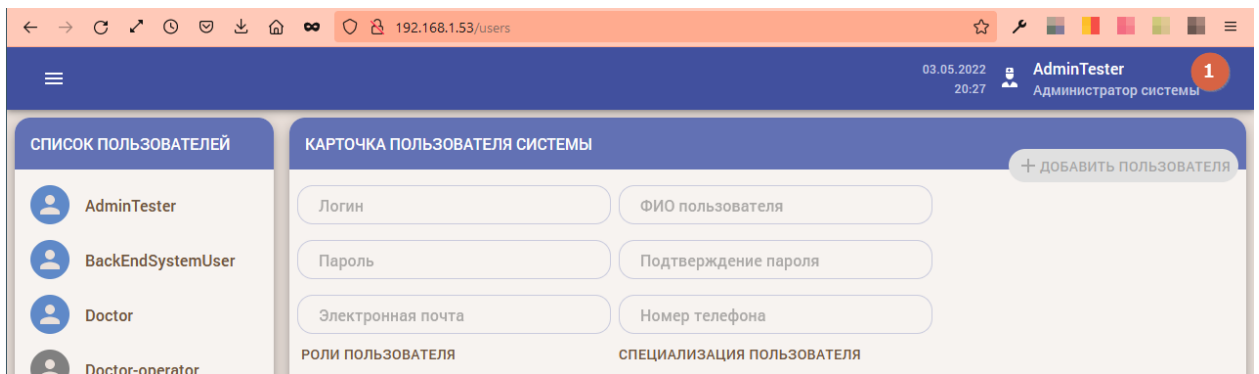 192.168.1.53/users
03.05.2022
20:27
AdminTester
Администратор системы
1
СПИСОК ПОЛЬЗОВАТЕЛЕЙ
AdminTester
BackEndSystemUser
Doctor
Doctor-operator
КАРТОЧКА ПОЛЬЗОВАТЕЛЯ СИСТЕМЫ
+ ДОБАВИТЬ ПОЛЬЗОВАТЕЛЯ
Логин
ФИО пользователя
Пароль
Подтверждение пароля
Электронная почта
Номер телефона
РОЛИ ПОЛЬЗОВАТЕЛЯ
СПЕЦИАЛИЗАЦИЯ ПОЛЬЗОВАТЕЛЯ